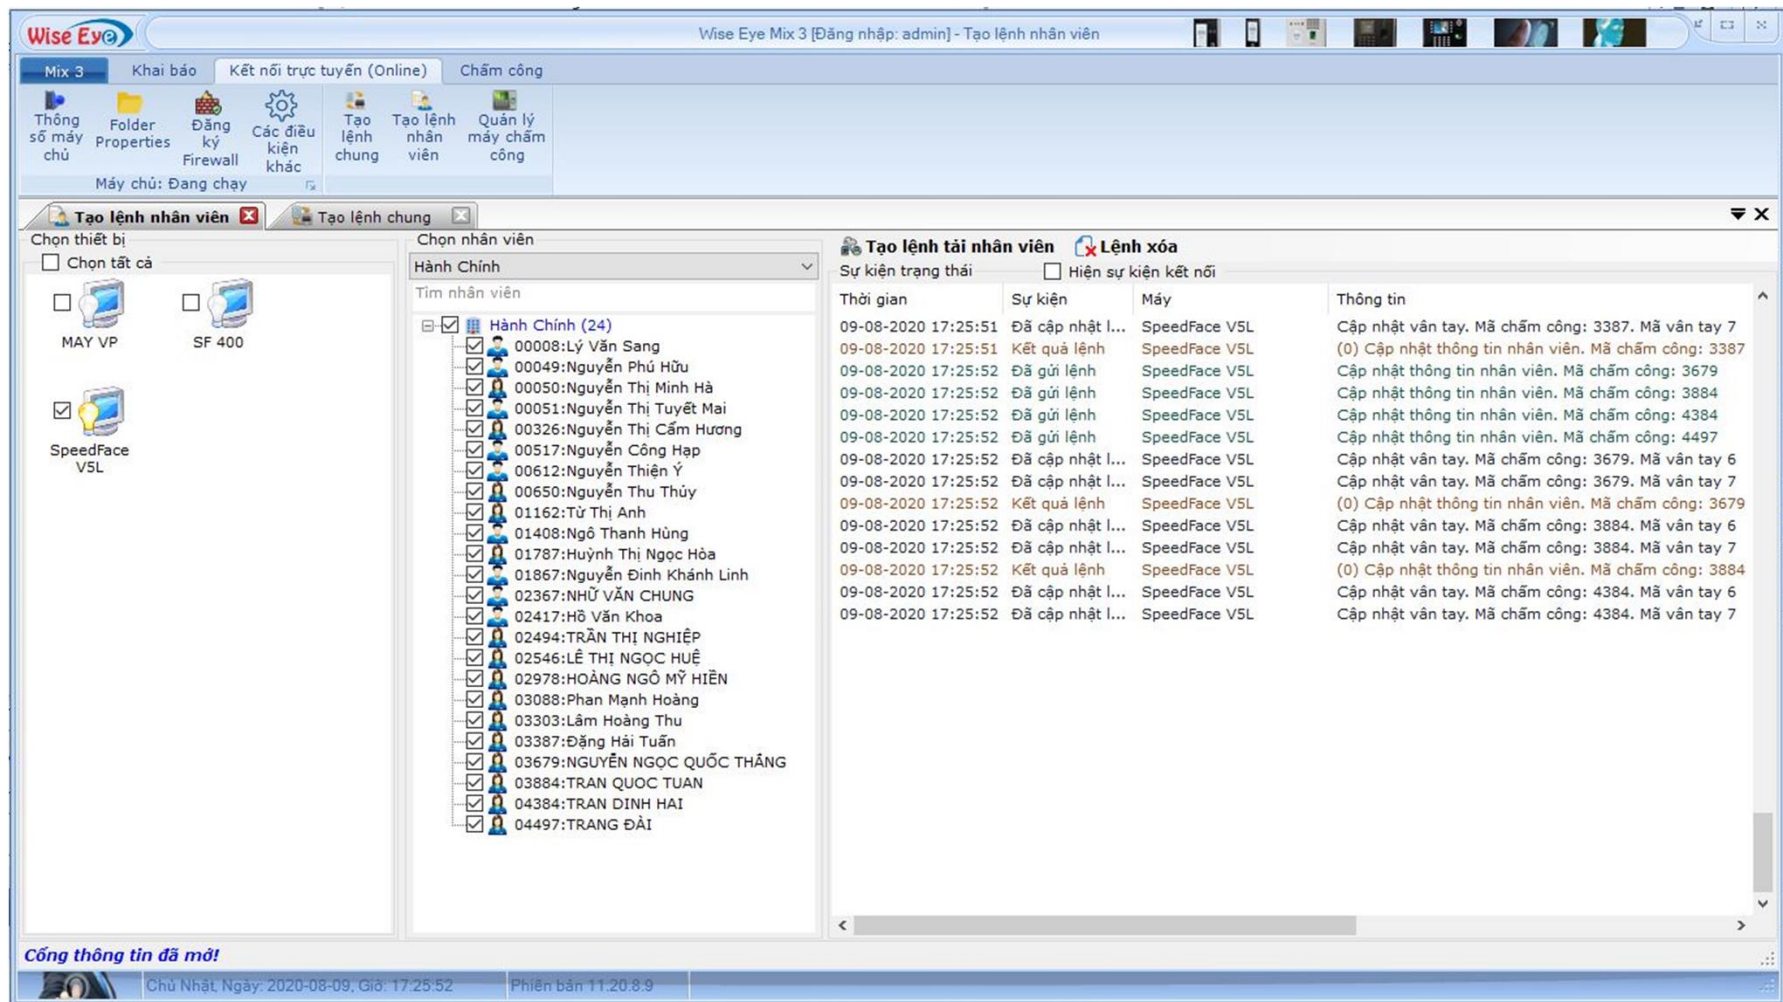 Wise Eye
Wise Eye Mix 3 [Đăng nhập: admin] - Tạo lệnh nhân viên
Mix 3
Khai báo
Kết nối trực tuyến (Online)
Chấm công
Thông số máy chủ
Folder Properties
Đăng ký Firewall
Các điều kiện khác
Tạo lệnh chung
Tạo lệnh nhân viên
Quản lý máy chấm công
Máy chủ: Đang chạy
Tạo lệnh nhân viên
Tạo lệnh chung
Chọn thiết bị
Chọn tất cả
MAY VP
SF 400
SpeedFace V5L
Chọn nhân viên
Hành Chính
Tìm nhân viên
Hành Chính (24)
00008:Lý Văn Sang
00049:Nguyễn Phú Hữu
00050:Nguyễn Thị Minh Hà
00051:Nguyễn Thị Tuyết Mai
00326:Nguyễn Thị Cẩm Hương
00517:Nguyễn Công Hạp
00612:Nguyễn Thiện Ý
00650:Nguyễn Thu Thủy
01162:Từ Thị Anh
01408:Ngô Thanh Hùng
01787:Huỳnh Thị Ngọc Hòa
01867:Nguyễn Đình Khánh Linh
02367:NHỮ VĂN CHUNG
02417:Hồ Văn Khoa
02494:TRẦN THỊ NGHIỆP
02546:LÊ THỊ NGỌC HUỆ
02978:HOÀNG NGÔ MỸ HIỀN
03088:Phan Mạnh Hoàng
03303:Lâm Hoàng Thu
03387:Đặng Hải Tuấn
03679:NGUYỄN NGỌC QUỐC THẮNG
03884:TRAN QUOC TUAN
04384:TRAN DINH HAI
04497:TRANG ĐÀI
Tạo lệnh tải nhân viên
Lệnh xóa
Sự kiện trạng thái
Hiện sự kiện kết nối
Thời gian Sự kiện Máy Thông tin
09-08-2020 17:25:51 Đã cập nhật l... SpeedFace V5L Cập nhật vân tay. Mã chấm công: 3387. Mã vân tay 7
09-08-2020 17:25:51 Kết quả lệnh SpeedFace V5L (0) Cập nhật thông tin nhân viên. Mã chấm công: 3387
09-08-2020 17:25:52 Đã gửi lệnh SpeedFace V5L Cập nhật thông tin nhân viên. Mã chấm công: 3679
09-08-2020 17:25:52 Đã gửi lệnh SpeedFace V5L Cập nhật thông tin nhân viên. Mã chấm công: 3884
09-08-2020 17:25:52 Đã gửi lệnh SpeedFace V5L Cập nhật thông tin nhân viên. Mã chấm công: 4384
09-08-2020 17:25:52 Đã gửi lệnh SpeedFace V5L Cập nhật thông tin nhân viên. Mã chấm công: 4497
09-08-2020 17:25:52 Đã cập nhật l... SpeedFace V5L Cập nhật vân tay. Mã chấm công: 3679. Mã vân tay 6
09-08-2020 17:25:52 Đã cập nhật l... SpeedFace V5L Cập nhật vân tay. Mã chấm công: 3679. Mã vân tay 7
09-08-2020 17:25:52 Kết quả lệnh SpeedFace V5L (0) Cập nhật thông tin nhân viên. Mã chấm công: 3679
09-08-2020 17:25:52 Đã cập nhật l... SpeedFace V5L Cập nhật vân tay. Mã chấm công: 3884. Mã vân tay 6
09-08-2020 17:25:52 Đã cập nhật l... SpeedFace V5L Cập nhật vân tay. Mã chấm công: 3884. Mã vân tay 7
09-08-2020 17:25:52 Kết quả lệnh SpeedFace V5L (0) Cập nhật thông tin nhân viên. Mã chấm công: 3884
09-08-2020 17:25:52 Đã cập nhật l... SpeedFace V5L Cập nhật vân tay. Mã chấm công: 4384. Mã vân tay 6
09-08-2020 17:25:52 Đã cập nhật l... SpeedFace V5L Cập nhật vân tay. Mã chấm công: 4384. Mã vân tay 7
Cổng thông tin đã mở!
Chủ Nhật, Ngày: 2020-08-09, Giờ: 17:25:52
Phiên bản 11.20.8.9